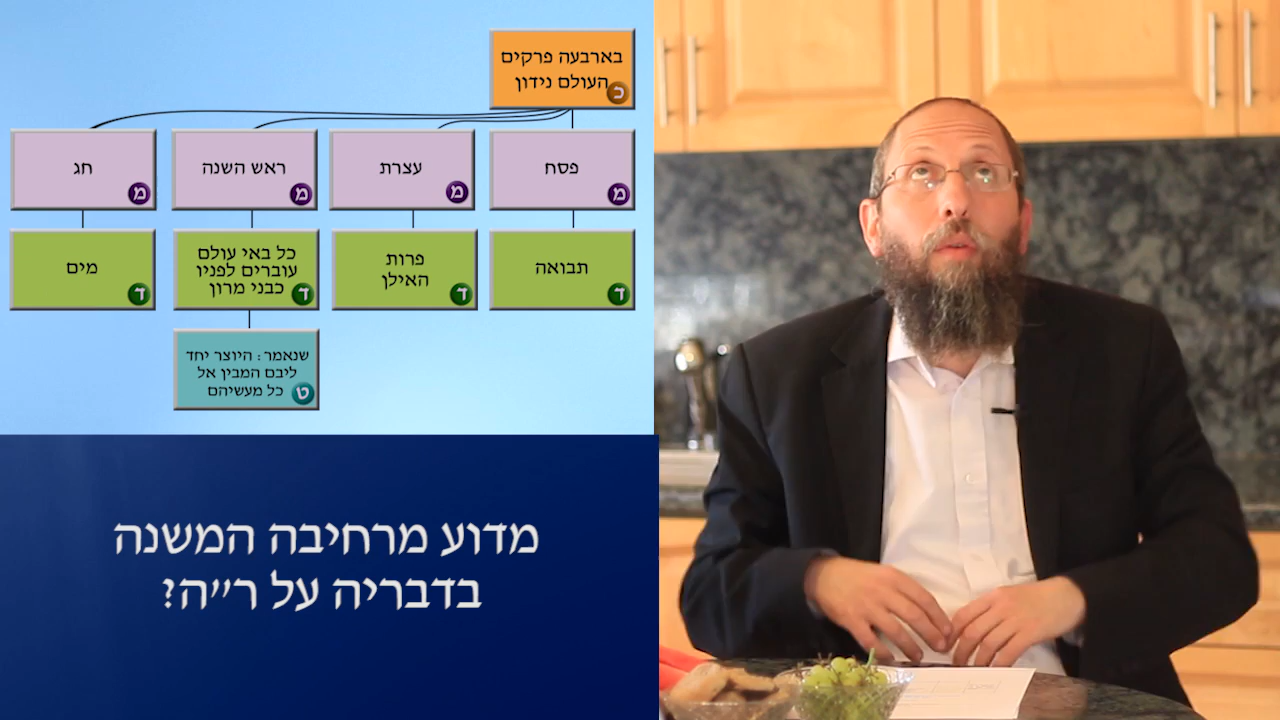 בארבעה פרקים
העולם נידון
כ
פסח
מ
עצרת
מ
ראש השנה
מ
חג
מ
תבואה
ד
פרות
האילן
ד
כל באי עולם
עוברים לפניו
כבני מרון
ד
מים
ד
שנאמר: היוצר יחד
ליבם המבין אל
כל מעשיהם
ט
מדוע מרחיבה המשנה
בדבריה על ר״ה?